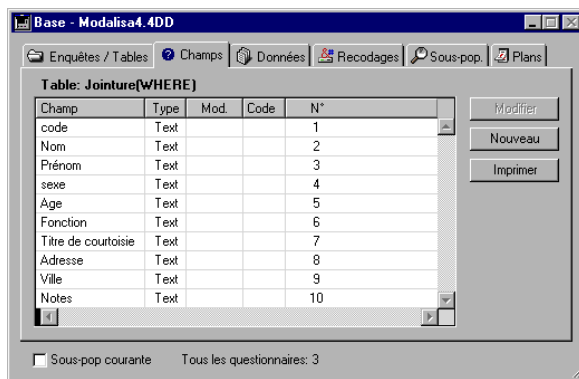 Base - Modalisa4.4DD
Enquêtes / Tables Champs Données Recodages Sous-pop. Plans
Table: Jointure(WHERE)
Champ Type Mod. Code N°
code Text 1
Nom Text 2
Prénom Text 3
sexe Text 4
Age Text 5
Fonction Text 6
Titre de courtoisie Text 7
Adresse Text 8
Ville Text 9
Notes Text 10
Modifier
Nouveau
Imprimer
Sous-pop courante Tous les questionnaires: 3